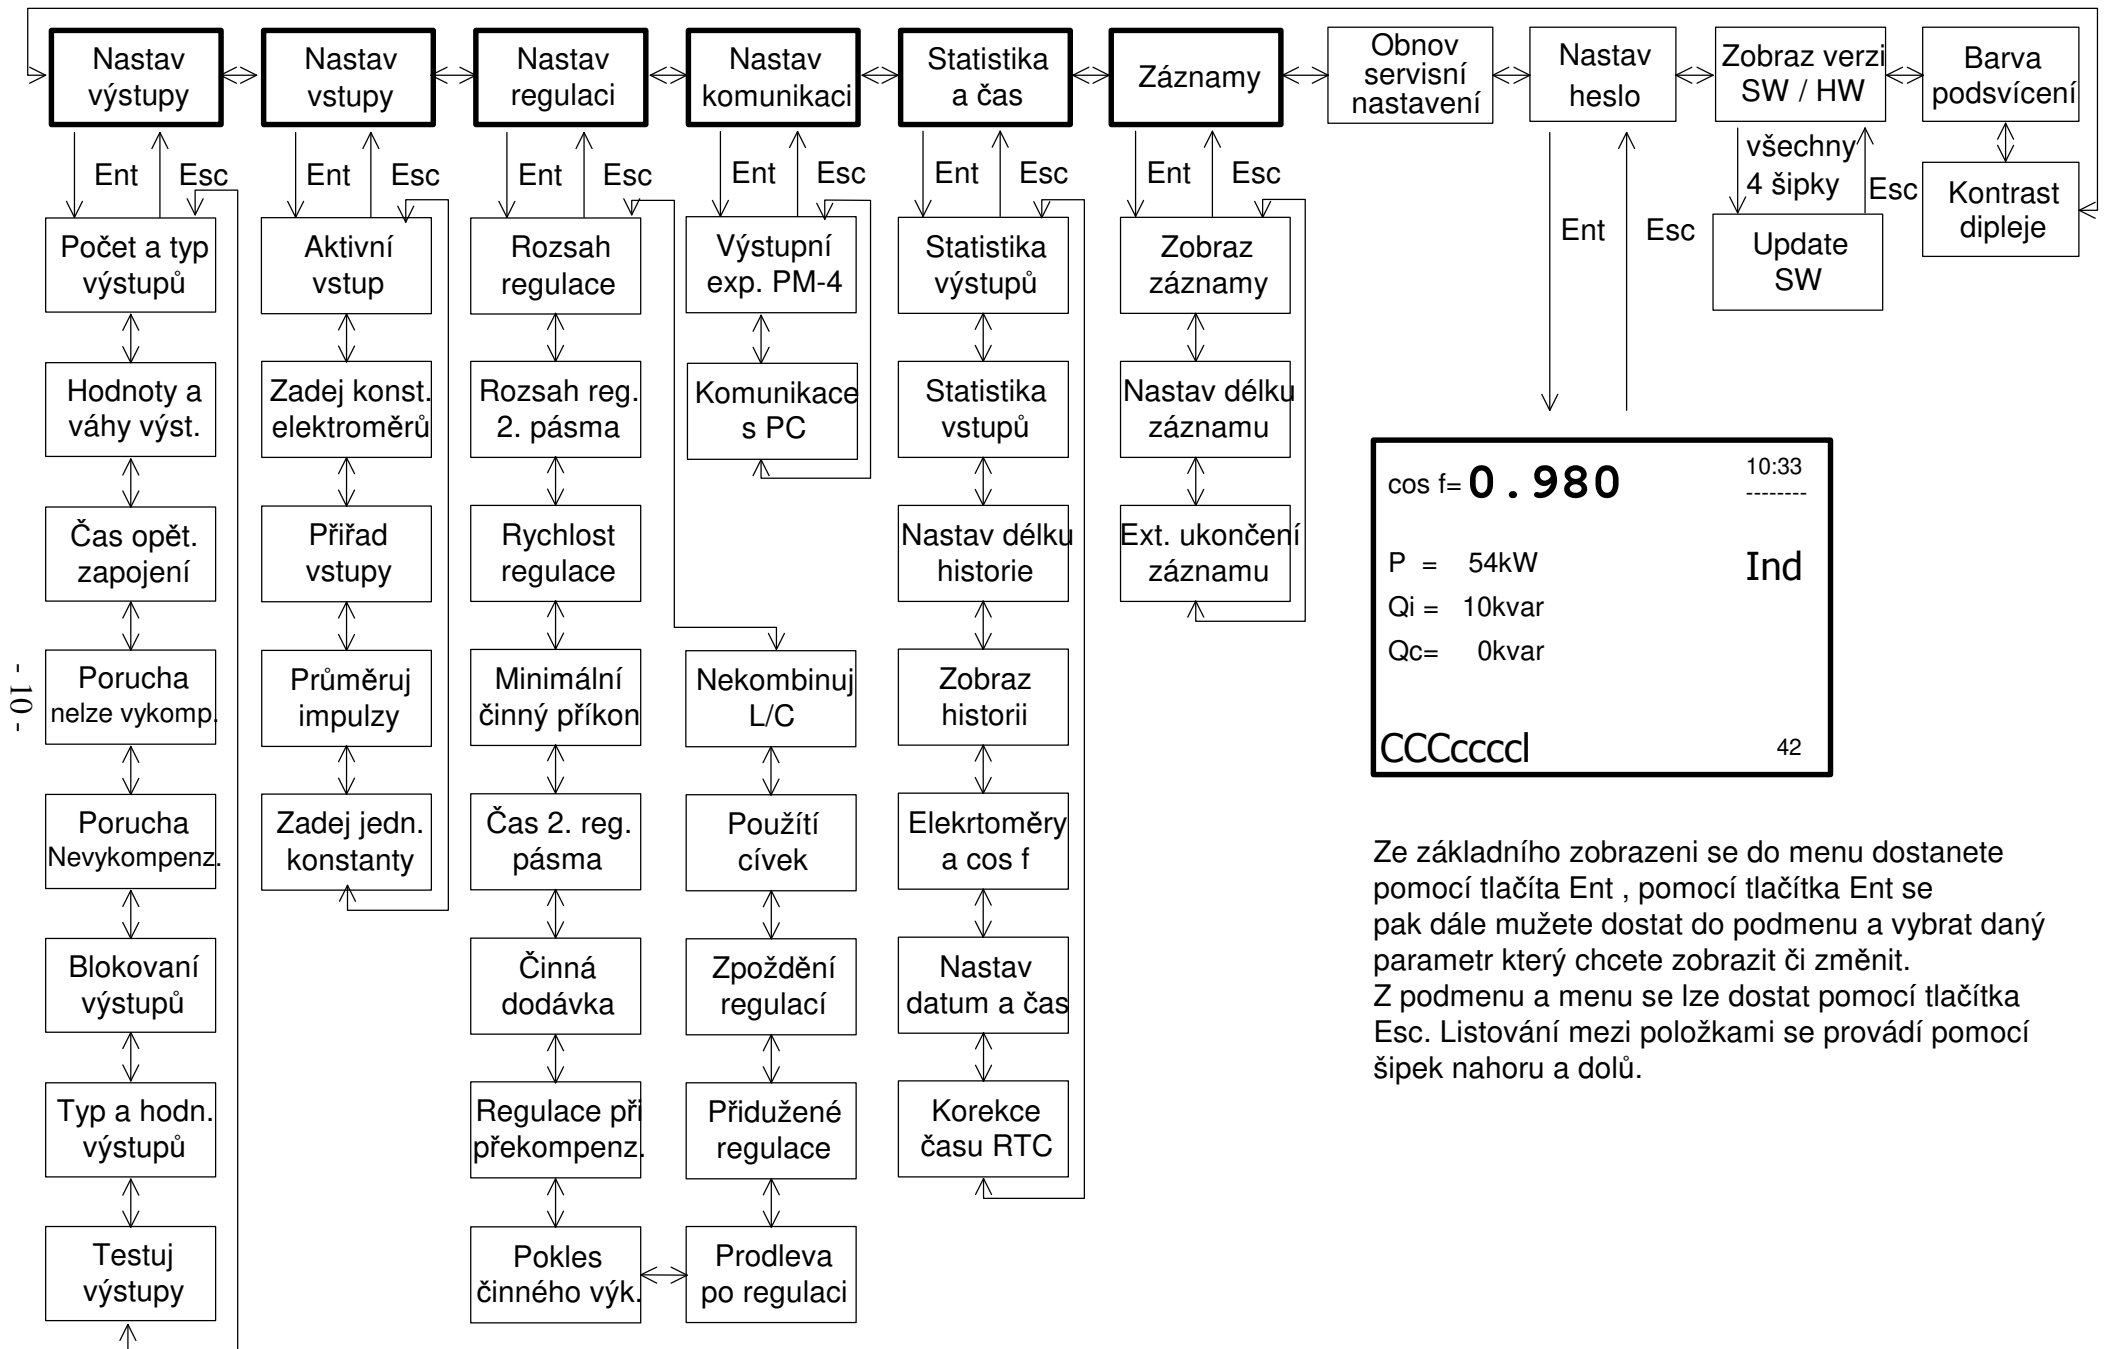 Nastav
výstupy
Nastav
vstupy
Nastav
regulaci
Nastav
komunikaci
Statistika
a čas
Záznamy
Obnov
servisní
nastavení
Nastav
heslo
Zobraz verzi
SW / HW
Barva
podsvícení
Ent
Esc
Ent
Esc
Ent
Esc
Ent
Esc
Ent
Esc
Ent
Esc
Ent
Esc
všechny
4 šipky
Esc
Update
SW
Kontrast
dipleje
Počet a typ
výstupů
Hodnoty a
váhy výst.
Čas opět.
zapojení
Porucha
nelze vykomp.
Porucha
Nevykompenz.
Blokovaní
výstupů
Typ a hodn.
výstupů
Testuj
výstupy
Aktivní
vstup
Zadej konst.
elektroměrů
Přiřad
vstupy
Průměruj
impulzy
Zadej jedn.
konstanty
Rozsah
regulace
Rozsah reg.
2. pásma
Rychlost
regulace
Minimální
činný příkon
Čas 2. reg.
pásma
Činná
dodávka
Regulace při
překompenz.
Pokles
činného výk.
Výstupní
exp. PM-4
Komunikace
s PC
Nekombinuj
L/C
Použítí
cívek
Zpoždění
regulací
Přidužené
regulace
Prodleva
po regulaci
Statistika
výstupů
Statistika
vstupů
Nastav délku
historie
Zobraz
historii
Elekrtoměry
a cos f
Nastav
datum a čas
Korekce
času RTC
Zobraz
záznamy
Nastav délku
záznamu
Ext. ukončení
záznamu
cos f= 0.980
10:33
--------
P = 54kW
Ind
Qi = 10kvar
Qc= 0kvar
CCCccccl
42
Ze základního zobrazeni se do menu dostanete
pomocí tlačíta Ent , pomocí tlačítka Ent se
pak dále mužete dostat do podmenu a vybrat daný
parametr který chcete zobrazit či změnit.
Z podmenu a menu se lze dostat pomocí tlačítka
Esc. Listování mezi položkami se provádí pomocí
šipek nahoru a dolů.
- 10 -